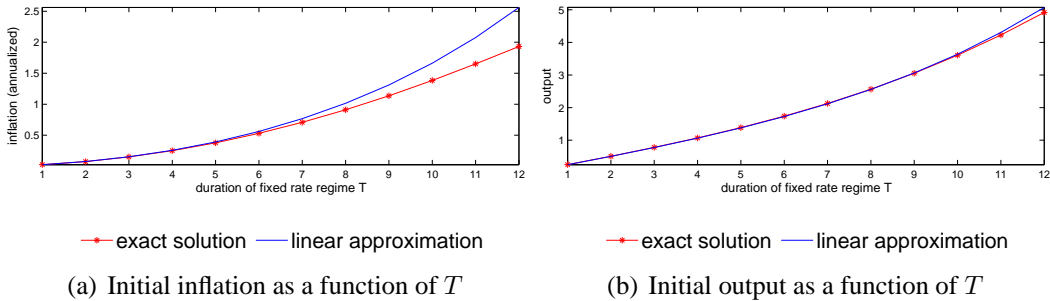 2.5
2
1.5
1
0.5
inflation (annualized)
1 2 3 4 5 6 7 8 9 10 11 12
duration of fixed rate regime T
exact solution linear approximation
(a) Initial inflation as a function of T
5
4
3
2
1
output
1 2 3 4 5 6 7 8 9 10 11 12
duration of fixed rate regime T
exact solution linear approximation
(b) Initial output as a function of T